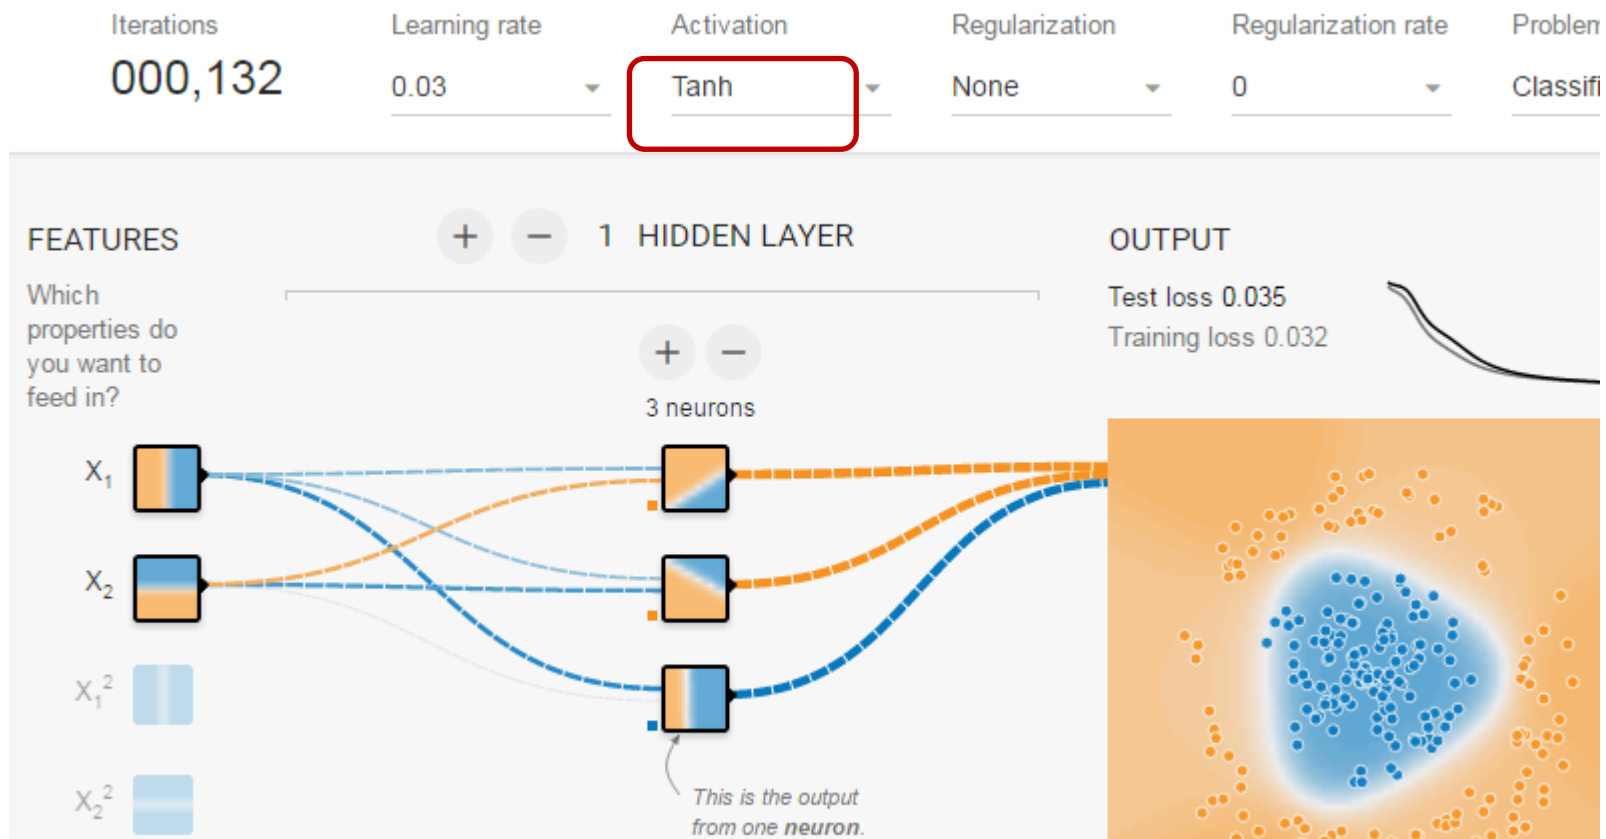 Iterations
000,132
Learning rate
0.03
Activation
Tanh
Regularization
None
Regularization rate
0
Problem
Classifi
FEATURES
Which
properties do
you want to
feed in?
+ − 1 HIDDEN LAYER
+ −
3 neurons
X₁
X₂
X₁²
X₂²
This is the output
from one neuron.
OUTPUT
Test loss 0.035
Training loss 0.032